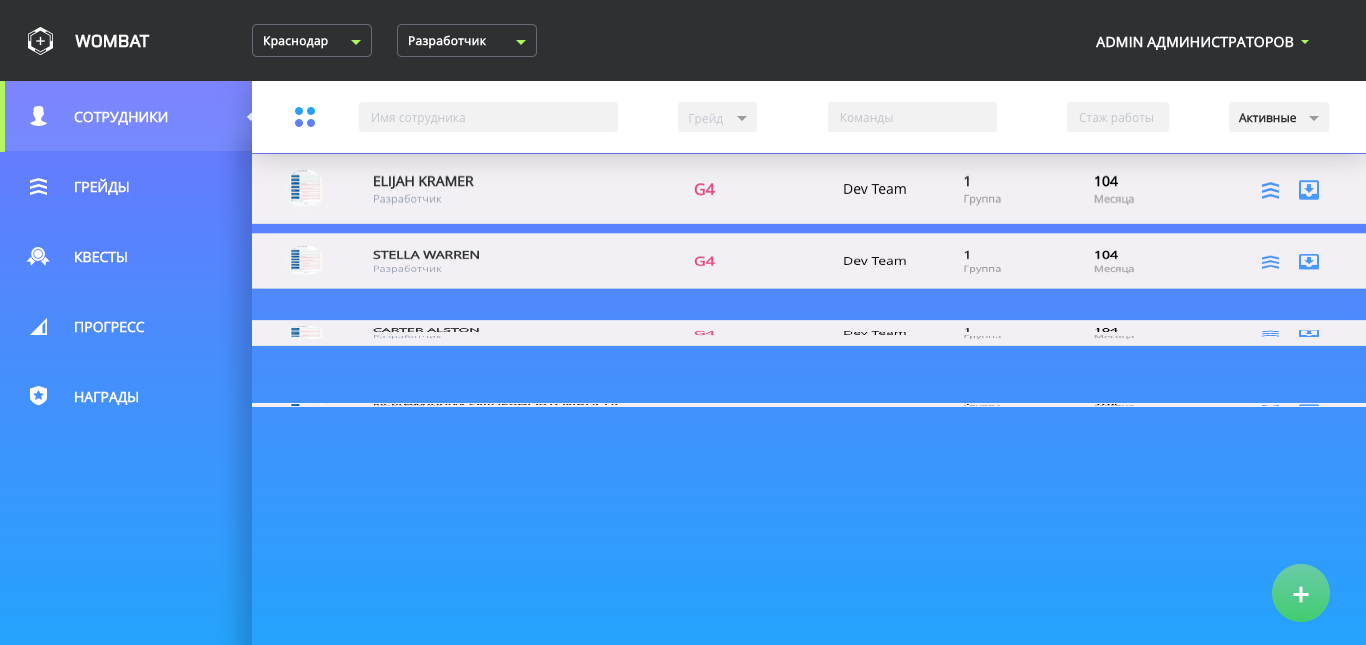 WOMBAT
Краснодар
Разработчик
ADMIN АДМИНИСТРАТОРОВ
СОТРУДНИКИ
ГРЕЙДЫ
КВЕСТЫ
ПРОГРЕСС
НАГРАДЫ
Имя сотрудника
Грейд
Команды
Стаж работы
Активные
ELIJAH KRAMER
Разработчик
G4
Dev Team
1
Группа
104
Месяца
STELLA WARREN
Разработчик
G4
Dev Team
1
Группа
104
Месяца
CARTER ALSTON
Разработчик
G4
Dev Team
1
Группа
104
Месяца